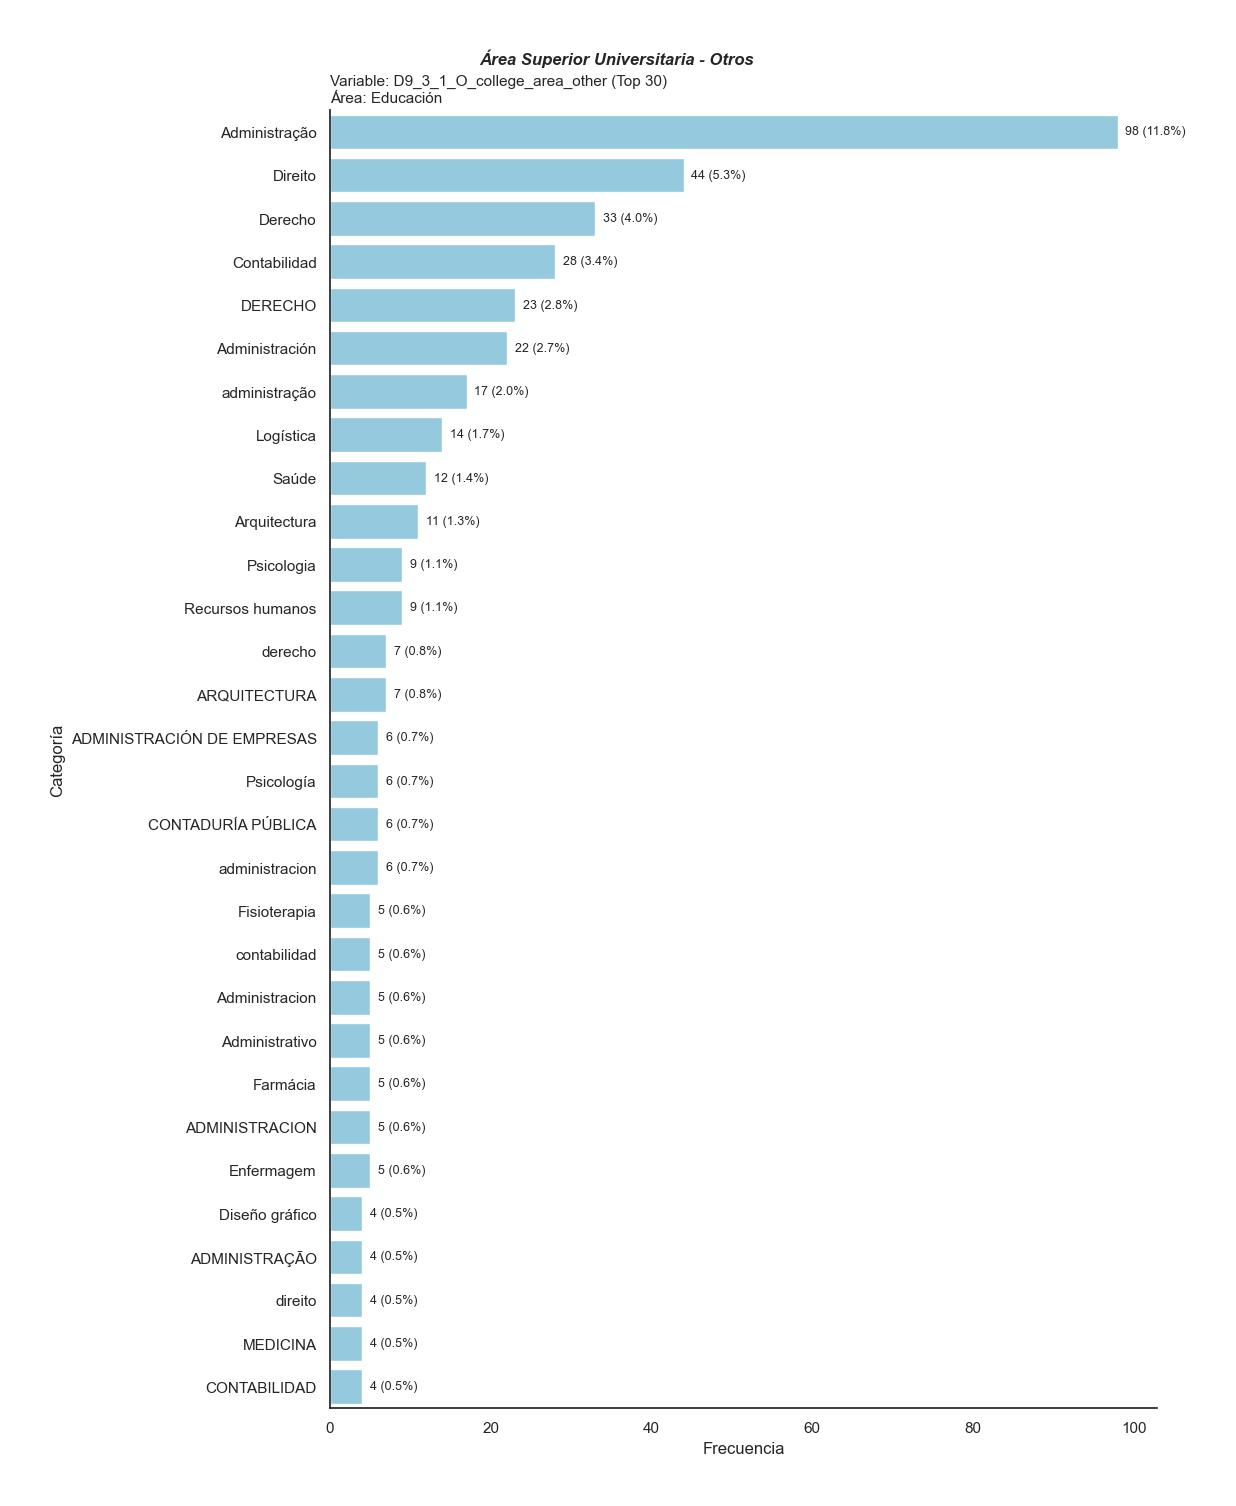 Área Superior Universitaria - Otros
Variable: D9_3_1_O_college_area_other (Top 30)
Área: Educación
Administração 98 (11.8%)
Direito 44 (5.3%)
Derecho 33 (4.0%)
Contabilidad 28 (3.4%)
DERECHO 23 (2.8%)
Administración 22 (2.7%)
administração 17 (2.0%)
Logística 14 (1.7%)
Saúde 12 (1.4%)
Arquitectura 11 (1.3%)
Psicologia 9 (1.1%)
Recursos humanos 9 (1.1%)
derecho 7 (0.8%)
ARQUITECTURA 7 (0.8%)
ADMINISTRACIÓN DE EMPRESAS 6 (0.7%)
Psicología 6 (0.7%)
CONTADURÍA PÚBLICA 6 (0.7%)
administracion 6 (0.7%)
Fisioterapia 5 (0.6%)
contabilidad 5 (0.6%)
Administracion 5 (0.6%)
Administrativo 5 (0.6%)
Farmácia 5 (0.6%)
ADMINISTRACION 5 (0.6%)
Enfermagem 5 (0.6%)
Diseño gráfico 4 (0.5%)
ADMINISTRAÇÃO 4 (0.5%)
direito 4 (0.5%)
MEDICINA 4 (0.5%)
CONTABILIDAD 4 (0.5%)
Categoría
0 20 40 60 80 100
Frecuencia